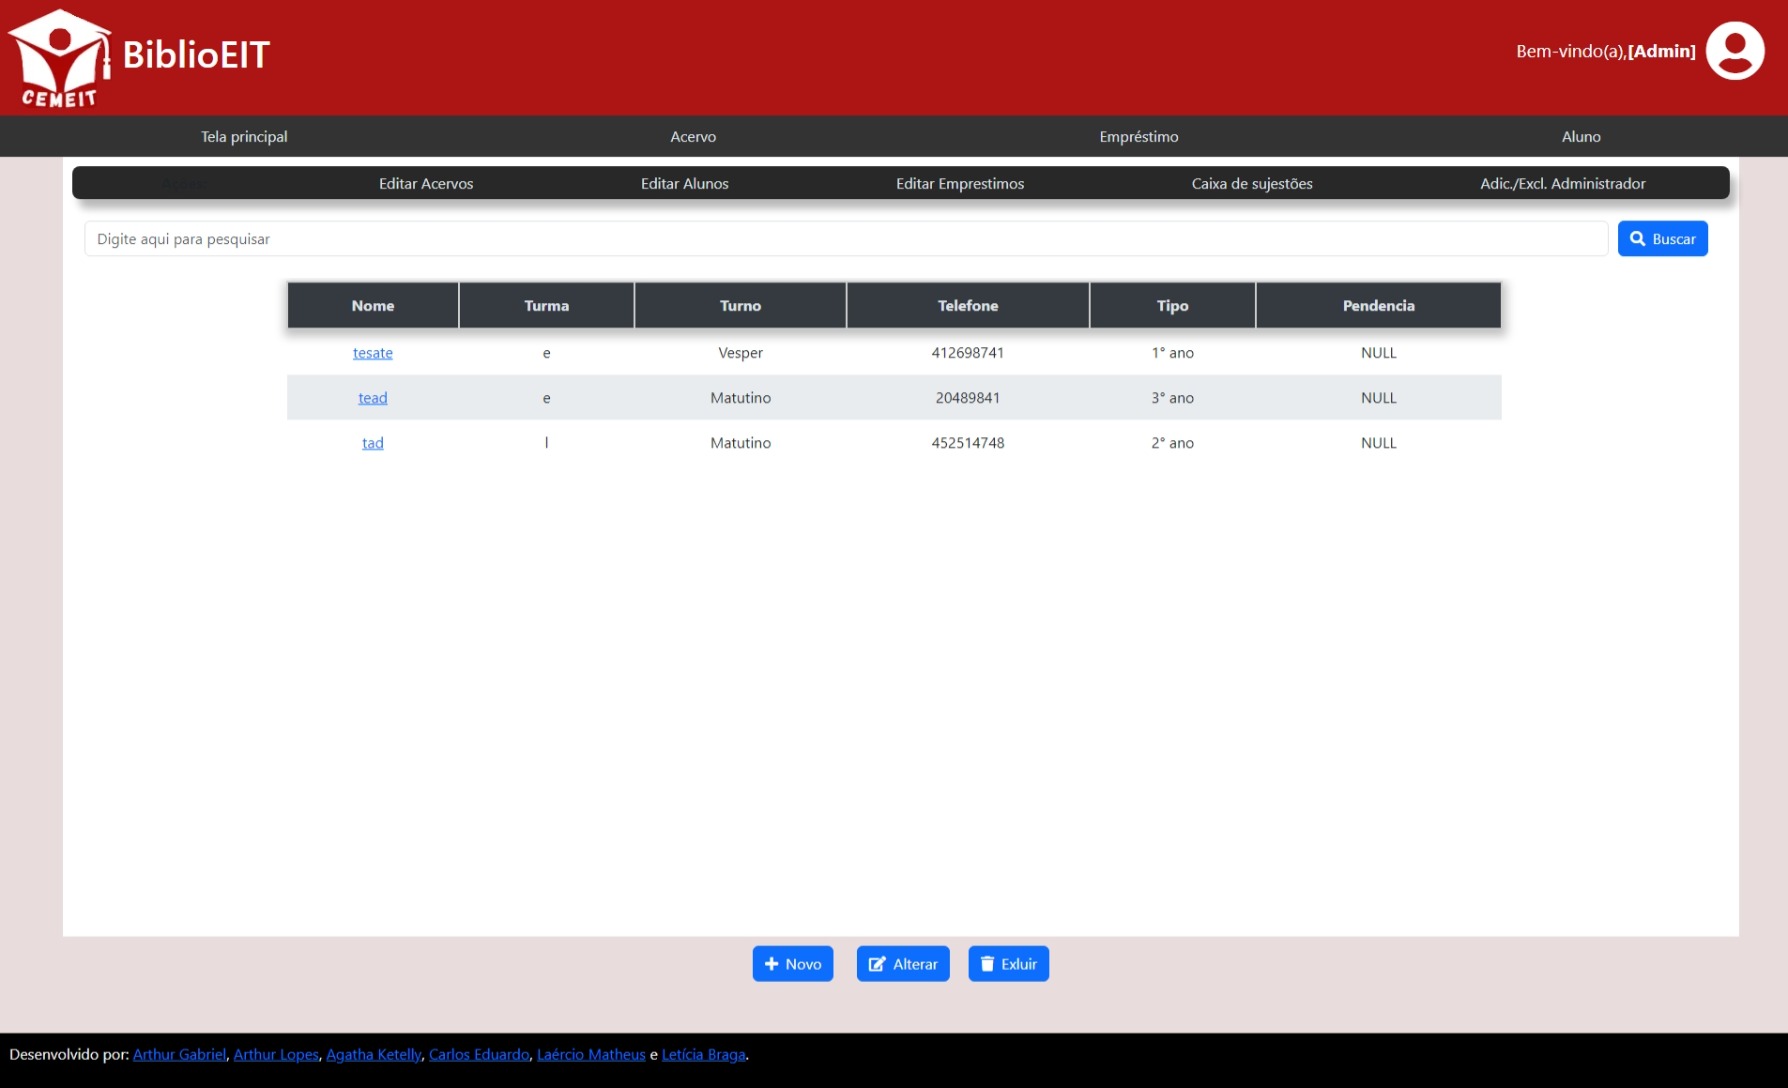 BiblioEIT
CEMEIT
Bem-vindo(a),[Admin]
Tela principal Acervo Empréstimo Aluno
Ações: Editar Acervos Editar Alunos Editar Emprestimos Caixa de sujestões Adic./Excl. Administrador
Digite aqui para pesquisar Buscar
Nome Turma Turno Telefone Tipo Pendencia
tesate e Vesper 412698741 1° ano NULL
tead e Matutino 20489841 3° ano NULL
tad l Matutino 452514748 2° ano NULL
Novo Alterar Exluir
Desenvolvido por: Arthur Gabriel, Arthur Lopes, Agatha Ketelly, Carlos Eduardo, Laércio Matheus e Letícia Braga.